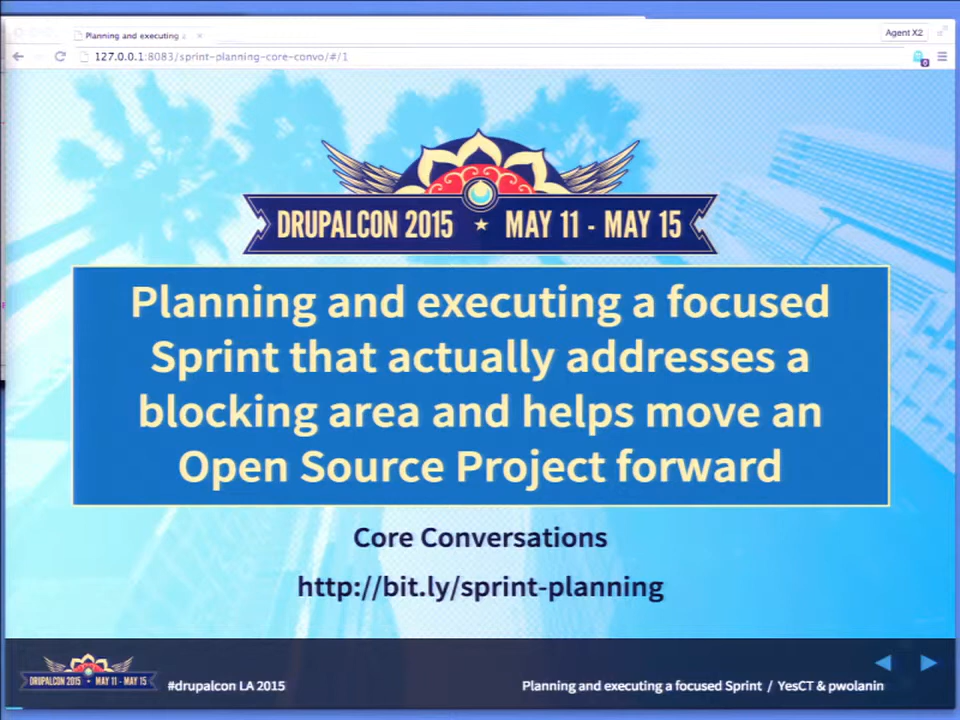 Planning and executing a
Agent X2
127.0.0.1:8083/sprint-planning-core-convo/#/1
DRUPALCON 2015 ★ MAY 11 - MAY 15
Planning and executing a focused
Sprint that actually addresses a
blocking area and helps move an
Open Source Project forward
Core Conversations
http://bit.ly/sprint-planning
DRUPALCON 2015 MAY 11 - MAY 15
#drupalcon LA 2015
Planning and executing a focused Sprint / YesCT & pwolanin